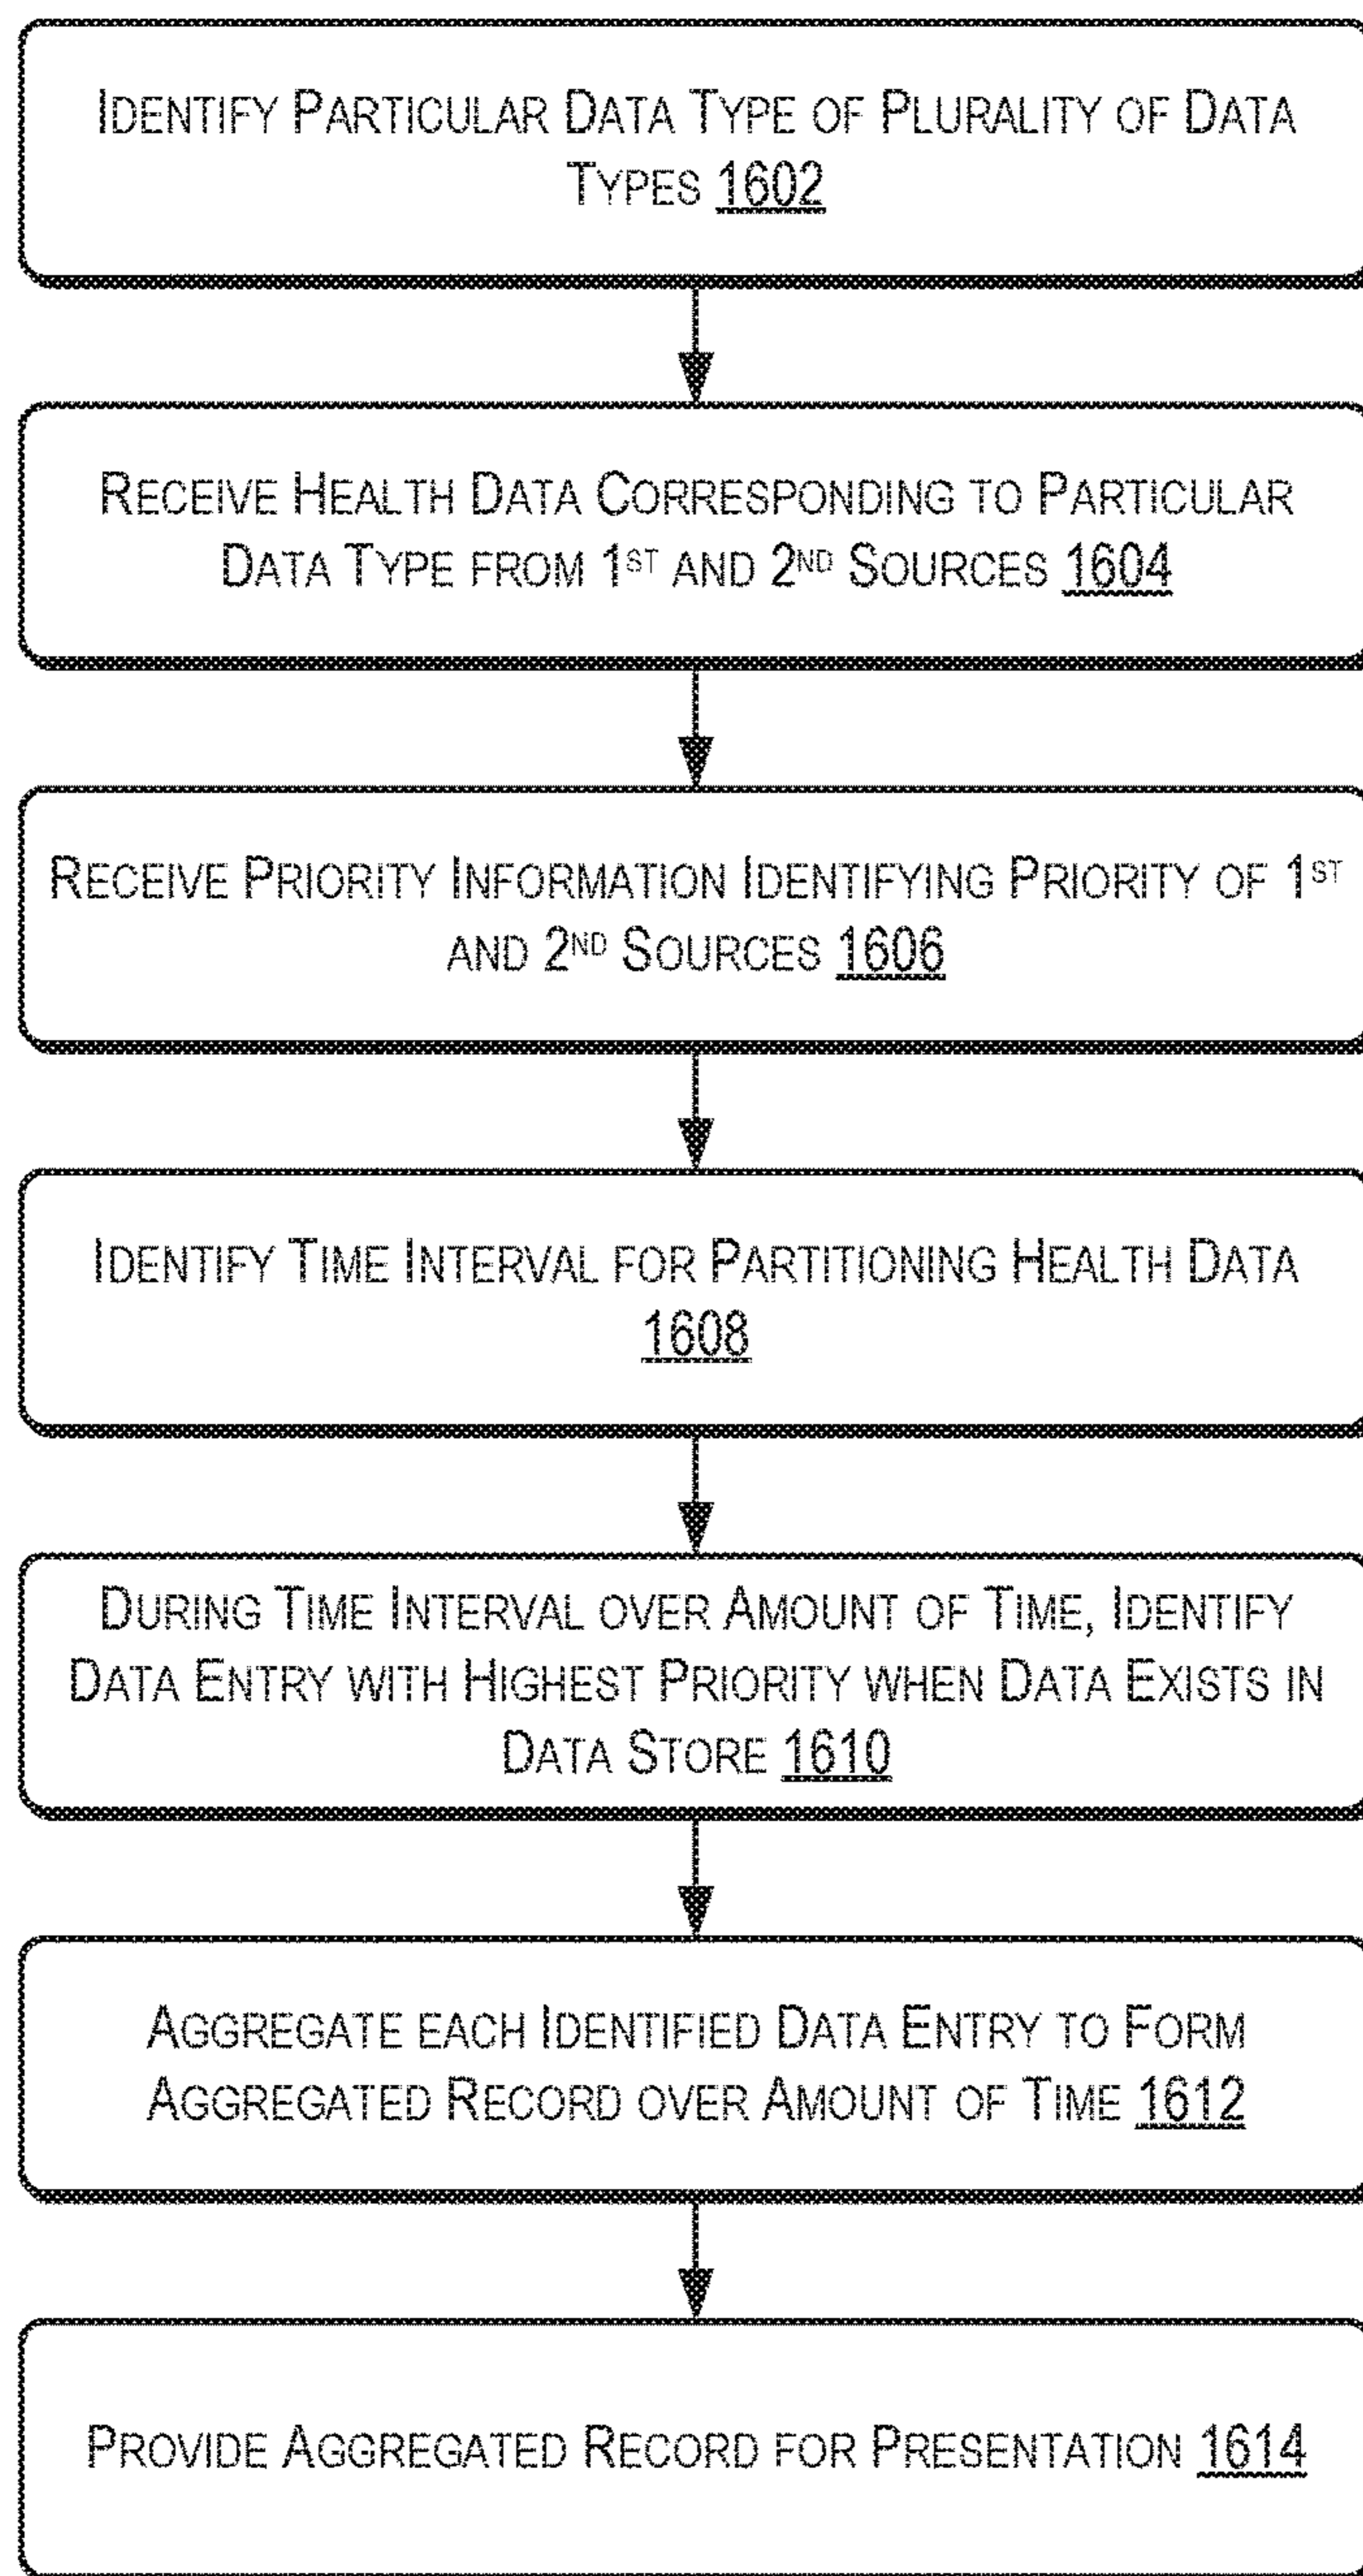 IDENTIFY PARTICULAR DATA TYPE OF PLURALITY OF DATA
TYPES 1602
RECEIVE HEALTH DATA CORRESPONDING TO PARTICULAR
DATA TYPE FROM 1ST AND 2ND SOURCES 1604
RECEIVE PRIORITY INFORMATION IDENTIFYING PRIORITY OF 1ST
AND 2ND SOURCES 1606
IDENTIFY TIME INTERVAL FOR PARTITIONING HEALTH DATA
1608
DURING TIME INTERVAL OVER AMOUNT OF TIME, IDENTIFY
DATA ENTRY WITH HIGHEST PRIORITY WHEN DATA EXISTS IN
DATA STORE 1610
AGGREGATE EACH IDENTIFIED DATA ENTRY TO FORM
AGGREGATED RECORD OVER AMOUNT OF TIME 1612
PROVIDE AGGREGATED RECORD FOR PRESENTATION 1614